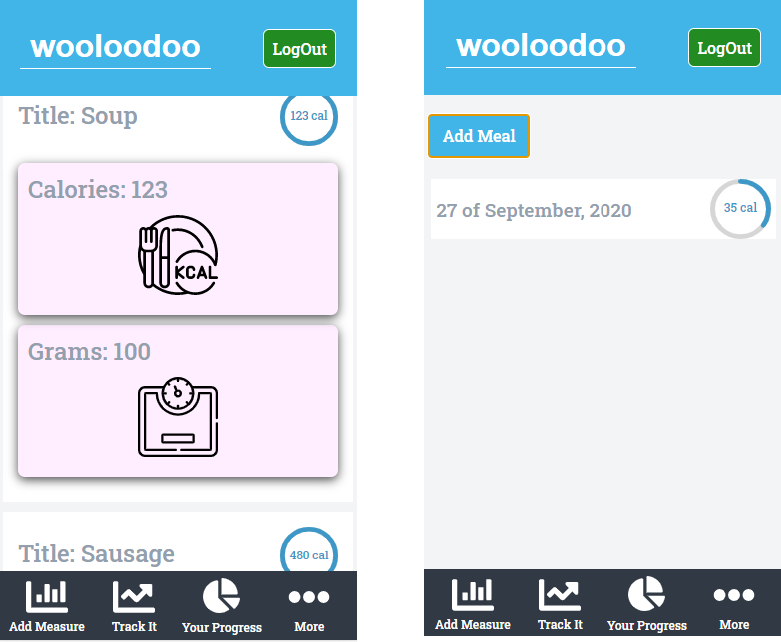 wooloodoo
LogOut
Title: Soup
123 cal
Calories: 123
KCAL
Grams: 100
Title: Sausage
480 cal
Add Measure
Track It
Your Progress
More
wooloodoo
LogOut
Add Meal
27 of September, 2020
35 cal
Add Measure
Track It
Your Progress
More